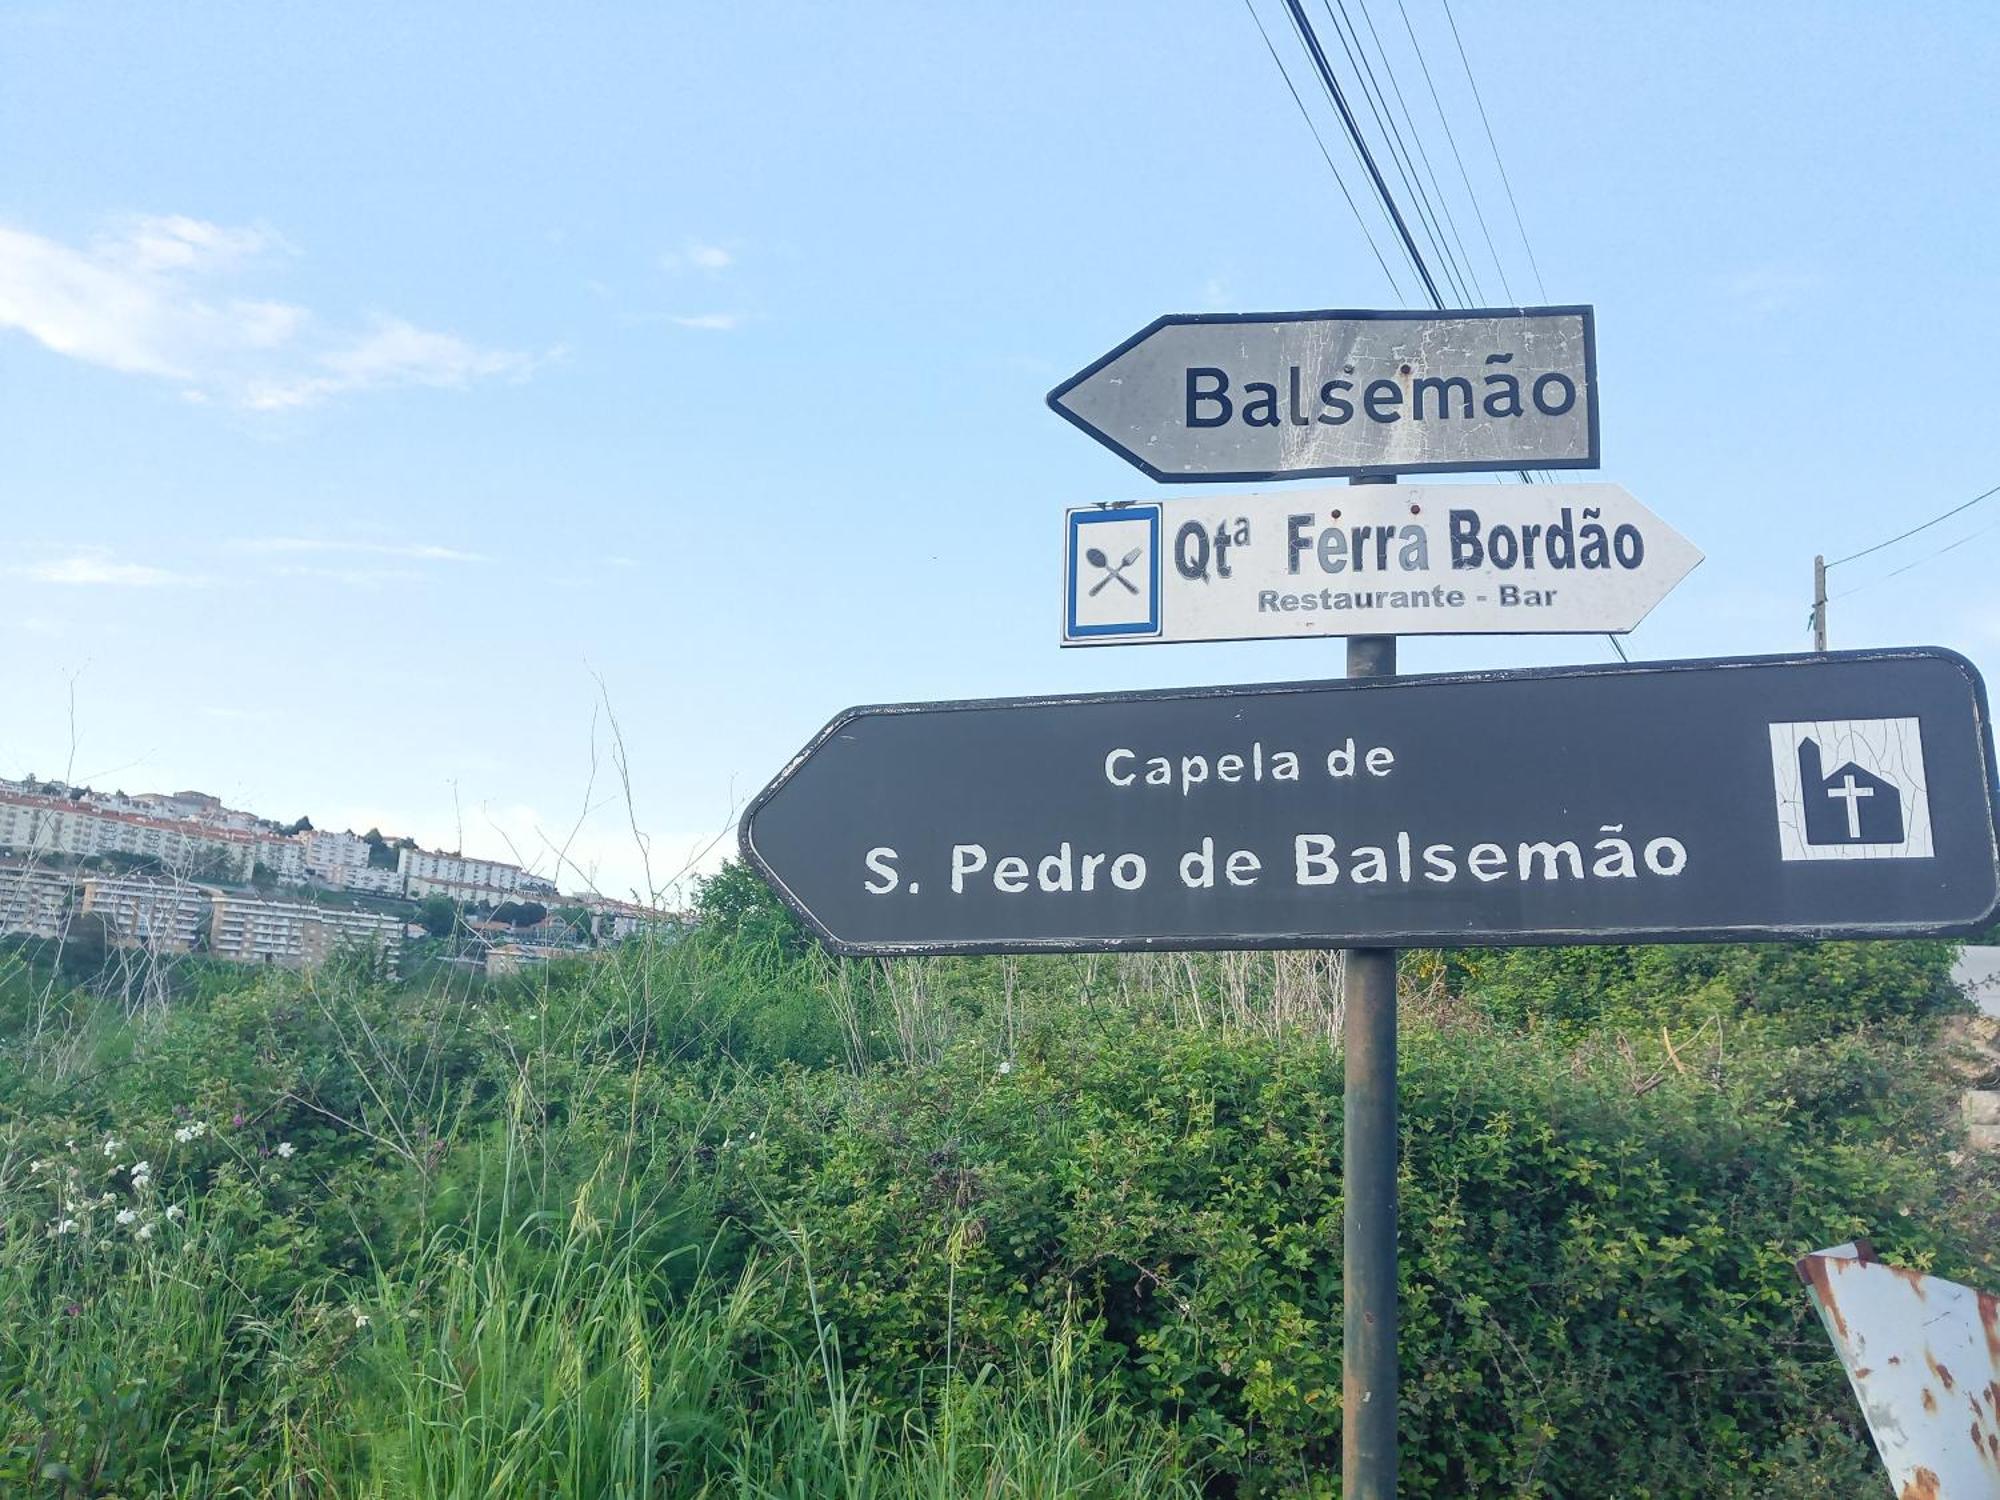 Balsemão
Qtª Ferra Bordão
Restaurante - Bar
Capela de
S. Pedro de Balsemão